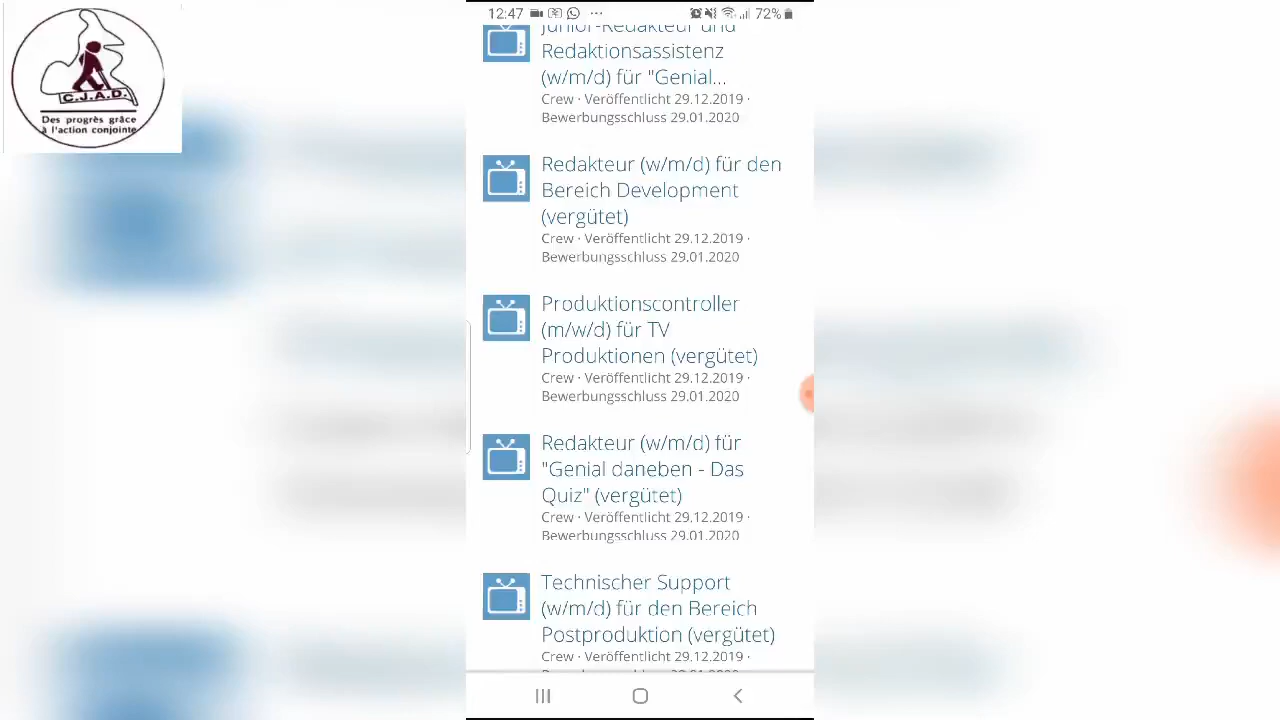 C.J.A.D.
Des progrès grâce
à l'action conjointe
12:47
72%
Junior-Redakteur und
Redaktionsassistenz
(w/m/d) für "Genial...
Crew · Veröffentlicht 29.12.2019 ·
Bewerbungsschluss 29.01.2020
Redakteur (w/m/d) für den
Bereich Development
(vergütet)
Crew · Veröffentlicht 29.12.2019 ·
Bewerbungsschluss 29.01.2020
Produktionscontroller
(m/w/d) für TV
Produktionen (vergütet)
Crew · Veröffentlicht 29.12.2019 ·
Bewerbungsschluss 29.01.2020
Redakteur (w/m/d) für
"Genial daneben - Das
Quiz" (vergütet)
Crew · Veröffentlicht 29.12.2019 ·
Bewerbungsschluss 29.01.2020
Technischer Support
(w/m/d) für den Bereich
Postproduktion (vergütet)
Crew · Veröffentlicht 29.12.2019 ·